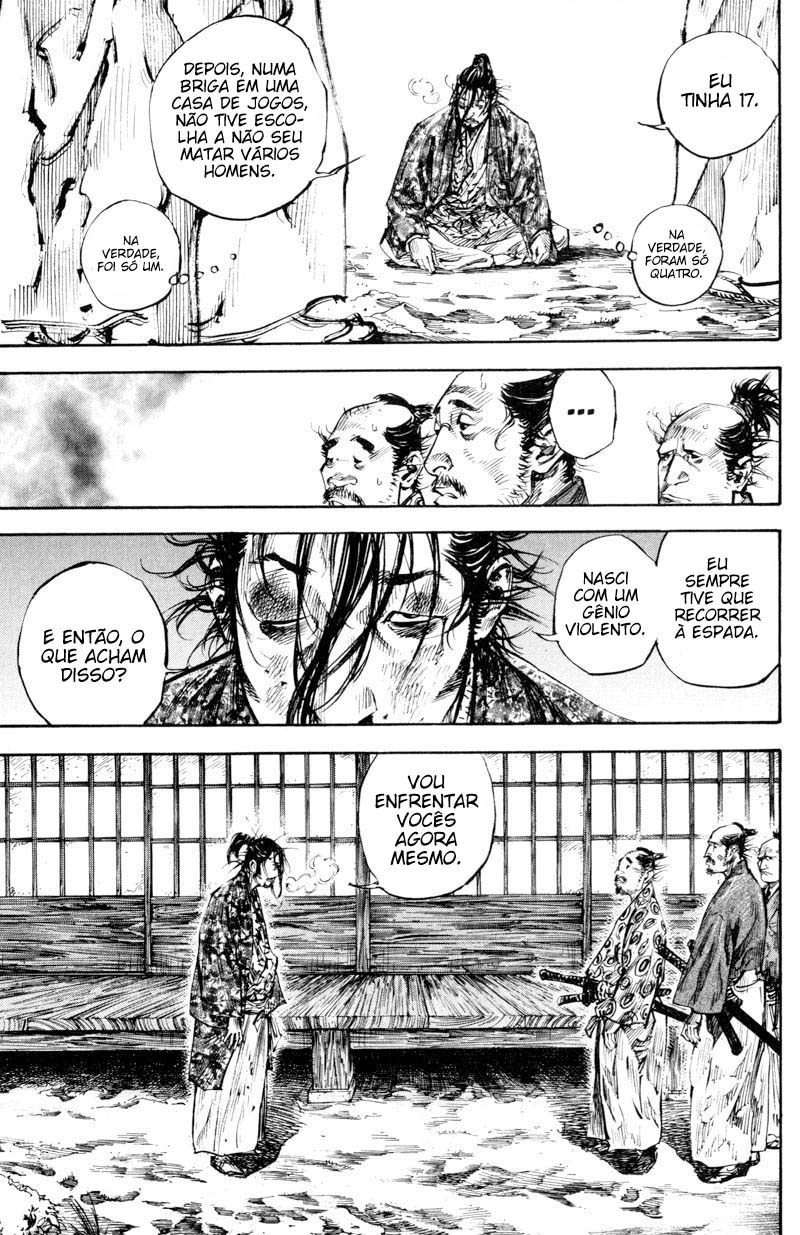 EU
TINHA 17.
NA
VERDADE,
FORAM SÓ
QUATRO.
DEPOIS, NUMA
BRIGA EM UMA
CASA DE JOGOS,
NÃO TIVE ESCO-
LHA A NÃO SEU
MATAR VÁRIOS
HOMENS.
NA
VERDADE,
FOI SÓ UM.
...
EU
SEMPRE
TIVE QUE
RECORRER
À ESPADA.
NASCI
COM UM
GÊNIO
VIOLENTO.
E ENTÃO, O
QUE ACHAM
DISSO?
VOU
ENFRENTAR
VOCÊS
AGORA
MESMO.